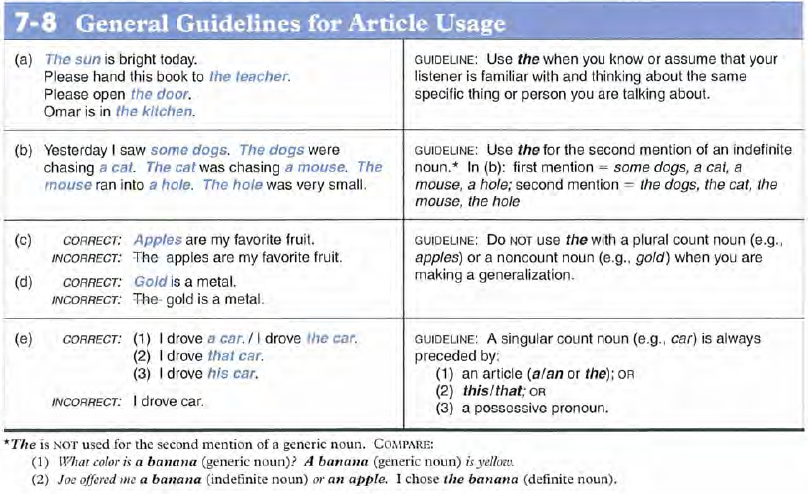 7-8 General Guidelines for Article Usage
(a) The sun is bright today.
Please hand this book to the teacher.
Please open the door.
Omar is in the kitchen.
GUIDELINE: Use the when you know or assume that your
listener is familiar with and thinking about the same
specific thing or person you are talking about.
(b) Yesterday I saw some dogs. The dogs were
chasing a cat. The cat was chasing a mouse. The
mouse ran into a hole. The hole was very small.
GUIDELINE: Use the for the second mention of an indefinite
noun.* In (b): first mention = some dogs, a cat, a
mouse, a hole; second mention = the dogs, the cat, the
mouse, the hole
(c) CORRECT: Apples are my favorite fruit.
INCORRECT: The apples are my favorite fruit.
(d) CORRECT: Gold is a metal.
INCORRECT: The gold is a metal.
GUIDELINE: Do NOT use the with a plural count noun (e.g.,
apples) or a noncount noun (e.g., gold) when you are
making a generalization.
(e) CORRECT: (1) I drove a car. / I drove the car.
(2) I drove that car.
(3) I drove his car.
INCORRECT: I drove car.
GUIDELINE: A singular count noun (e.g., car) is always
preceded by:
(1) an article (a/an or the); OR
(2) this/that; OR
(3) a possessive pronoun.
*The is NOT used for the second mention of a generic noun. COMPARE:
(1) What color is a banana (generic noun)? A banana (generic noun) is yellow.
(2) Joe offered me a banana (indefinite noun) or an apple. I chose the banana (definite noun).